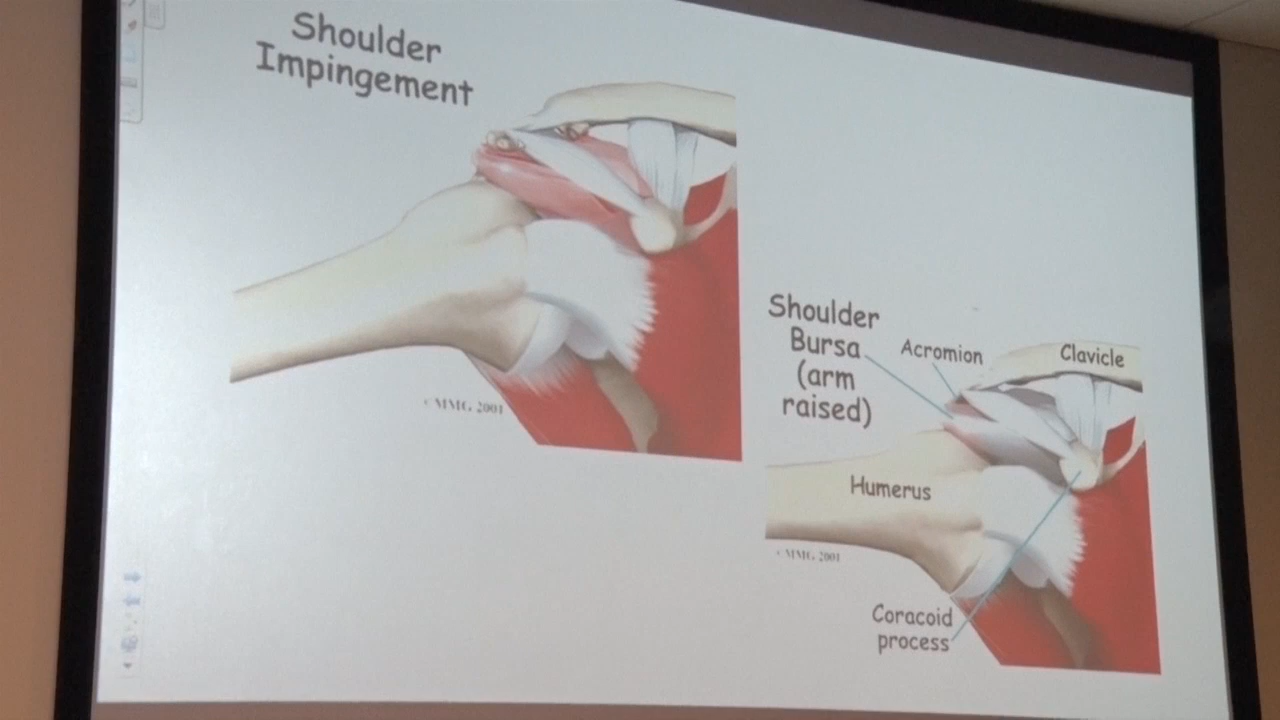 Shoulder
Impingement
©MMG 2001
Shoulder
Bursa
(arm
raised)
Acromion
Clavicle
Humerus
©MMG 2001
Coracoid
process